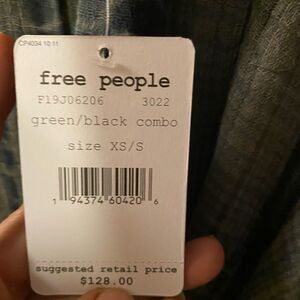 CP4034 10 11
free people
F19J06206 3022
green/black combo
size XS/S
1 94374 60420 6
suggested retail price
$128.00